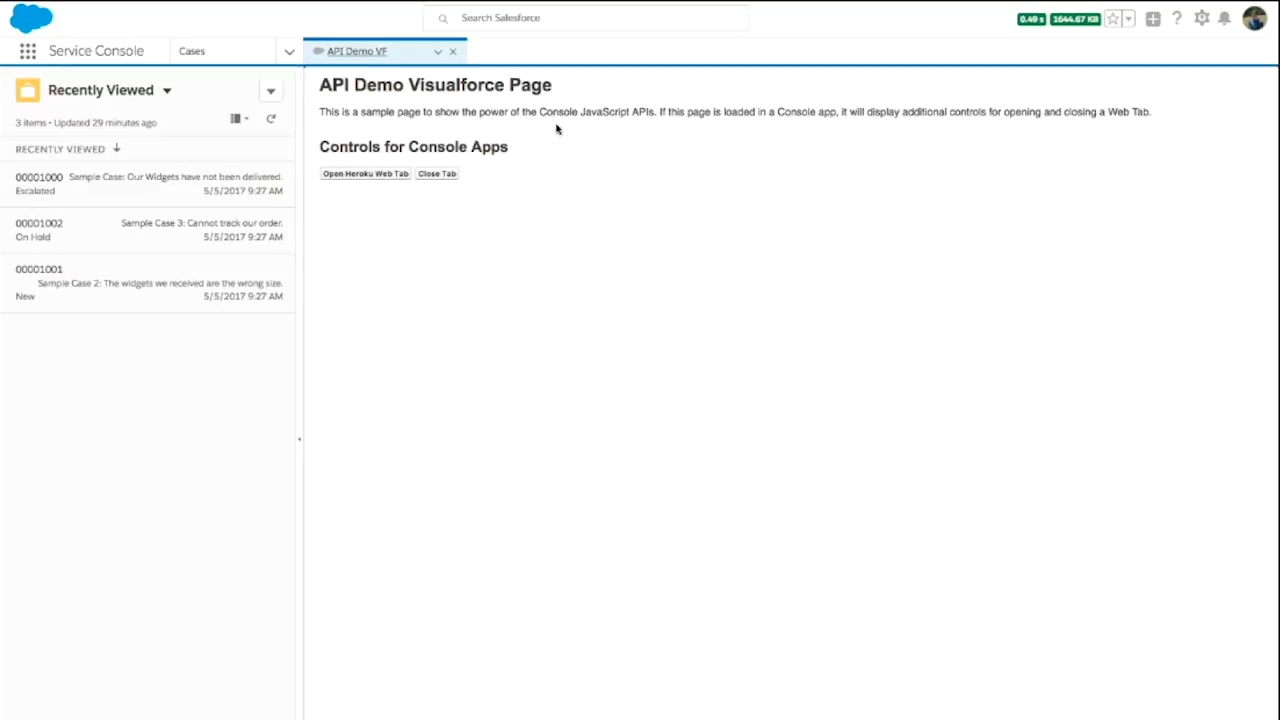 Search Salesforce
0.49 s 1644.67 KB
Service Console Cases API Demo VF
Recently Viewed
3 items • Updated 29 minutes ago
RECENTLY VIEWED
00001000 Sample Case: Our Widgets have not been delivered.
Escalated 5/5/2017 9:27 AM
00001002 Sample Case 3: Cannot track our order.
On Hold 5/5/2017 9:27 AM
00001001
Sample Case 2: The widgets we received are the wrong size.
New 5/5/2017 9:27 AM
API Demo Visualforce Page
This is a sample page to show the power of the Console JavaScript APIs. If this page is loaded in a Console app, it will display additional controls for opening and closing a Web Tab.
Controls for Console Apps
Open Heroku Web Tab Close Tab